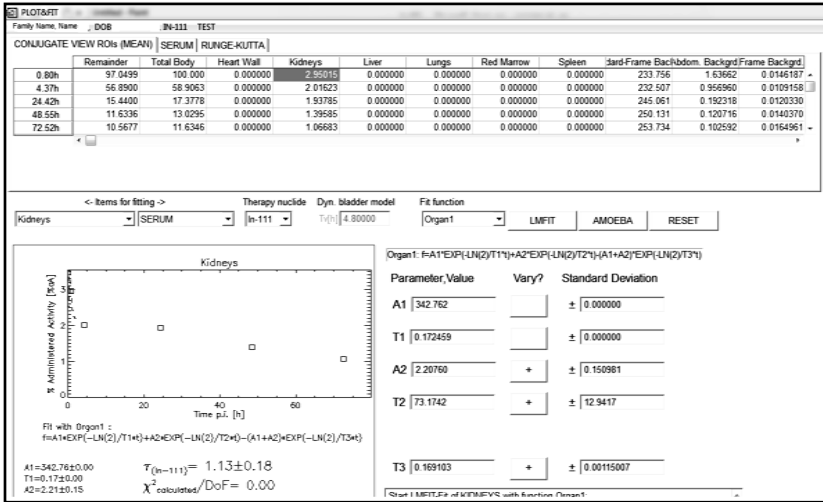 PLOT&FIT
Family Name, Name , DOB IN-111 TEST
CONJUGATE VIEW ROIs (MEAN) SERUM RUNGE-KUTTA
Remainder Total Body Heart Wall Kidneys Liver Lungs Red Marrow Spleen dard-Frame Bac Abdom. Backgrd Frame Backgrd.
0.80h 97.0499 100.000 0.000000 2.95015 0.000000 0.000000 0.000000 0.000000 233.756 1.63662 0.0146187
4.37h 56.8900 58.9063 0.000000 2.01623 0.000000 0.000000 0.000000 0.000000 232.507 0.956960 0.0109158
24.42h 15.4400 17.3778 0.000000 1.93785 0.000000 0.000000 0.000000 0.000000 245.061 0.192318 0.0120330
48.55h 11.6336 13.0295 0.000000 1.39585 0.000000 0.000000 0.000000 0.000000 250.131 0.120716 0.0140370
72.52h 10.5677 11.6346 0.000000 1.06683 0.000000 0.000000 0.000000 0.000000 253.734 0.102592 0.0164961
<- Items for fitting -> Therapy nuclide Dyn. bladder model Fit function
Kidneys SERUM In-111 Tv[h] 4.80000 Organ1 LMFIT AMOEBA RESET
Organ1: f=A1*EXP(-LN(2)/T1*t)+A2*EXP(-LN(2)/T2*t)-(A1+A2)*EXP(-LN(2)/T3*t)
Parameter,Value Vary? Standard Deviation
A1 342.762 ± 0.000000
T1 0.172459 ± 0.000000
A2 2.20760 + ± 0.150981
T2 73.1742 + ± 12.9417
T3 0.169103 + ± 0.00115007
Start LMFIT-Fit of KIDNEYS with function Organ1:
Kidneys
% Administered Activity [%aA]
3
2
1
0
0 20 40 60
Time p.i. [h]
Fit with Organ1 :
f=A1*EXP(-LN(2)/T1*t)+A2*EXP(-LN(2)/T2*t)-(A1+A2)*EXP(-LN(2)/T3*t)
A1=342.76±0.00
T1=0.17±0.00
A2=2.21±0.15
τ(In-111)= 1.13±0.18
χ²calculated/DoF= 0.00